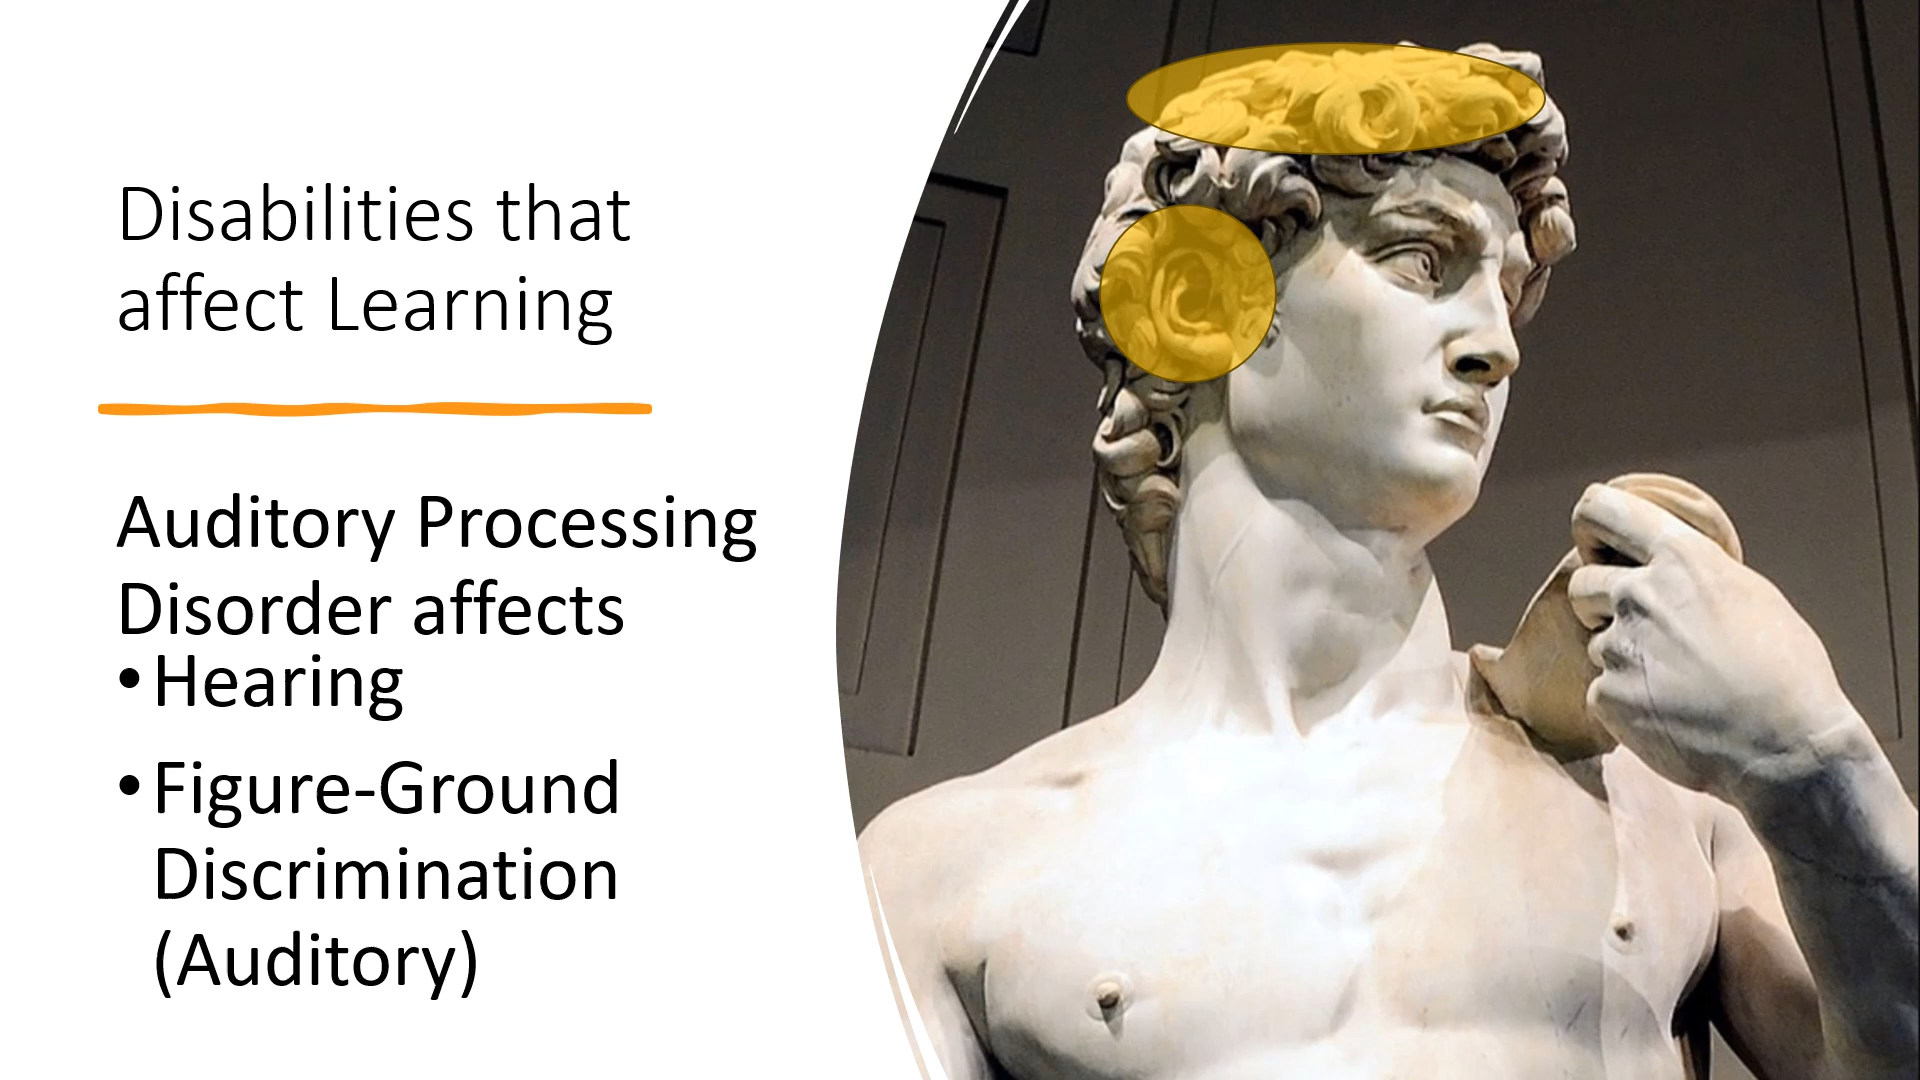 Disabilities that
affect Learning
Auditory Processing
Disorder affects
•Hearing
•Figure-Ground
Discrimination
(Auditory)